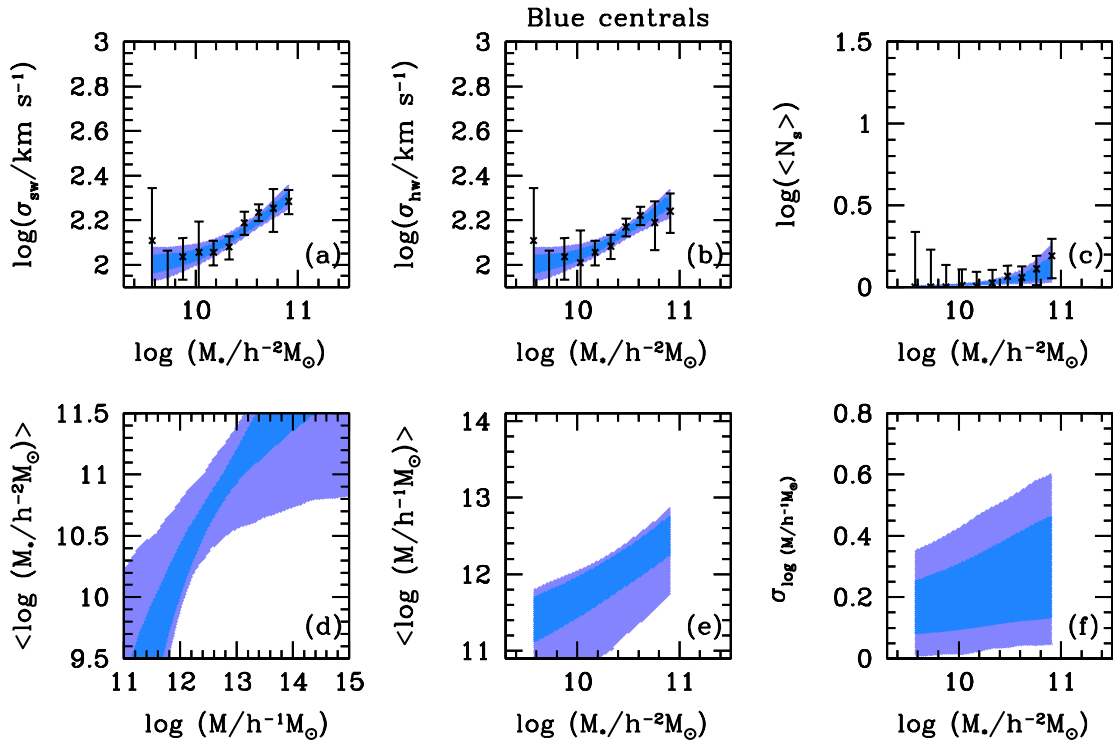 Blue centrals
log(σsw/km s⁻¹)
3
2.8
2.6
2.4
2.2
2
(a)
10
11
log (M*/h⁻²M⊙)
log(σhw/km s⁻¹)
3
2.8
2.6
2.4
2.2
2
(b)
10
11
log (M*/h⁻²M⊙)
log(<Ns>)
1.5
1
0.5
0
(c)
10
11
log (M*/h⁻²M⊙)
<log (M*/h⁻²M⊙)>
11.5
11
10.5
10
9.5
(d)
11 12 13 14 15
log (M/h⁻¹M⊙)
<log (M/h⁻¹M⊙)>
14
13
12
11
(e)
10
11
log (M*/h⁻²M⊙)
σlog (M/h⁻¹M⊙)
0.8
0.6
0.4
0.2
0
(f)
10
11
log (M*/h⁻²M⊙)